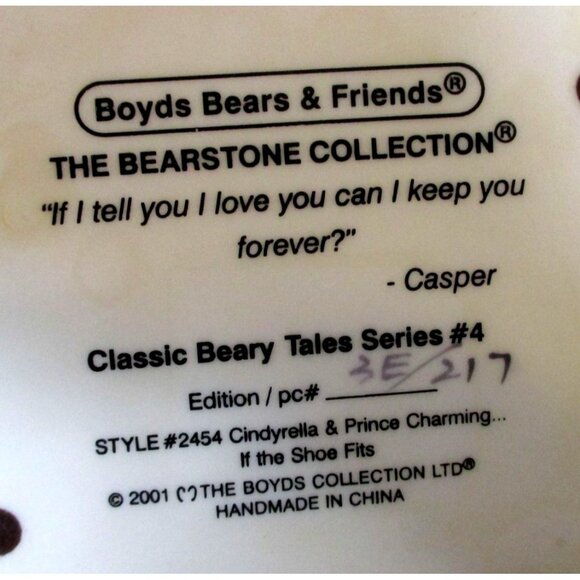 Boyds Bears & Friends®
THE BEARSTONE COLLECTION®
"If I tell you I love you can I keep you
forever?"
- Casper
Classic Beary Tales Series #4
Edition / pc# 3E/217
STYLE #2454 Cindyrella & Prince Charming...
If the Shoe Fits
© 2001 THE BOYDS COLLECTION LTD®
HANDMADE IN CHINA